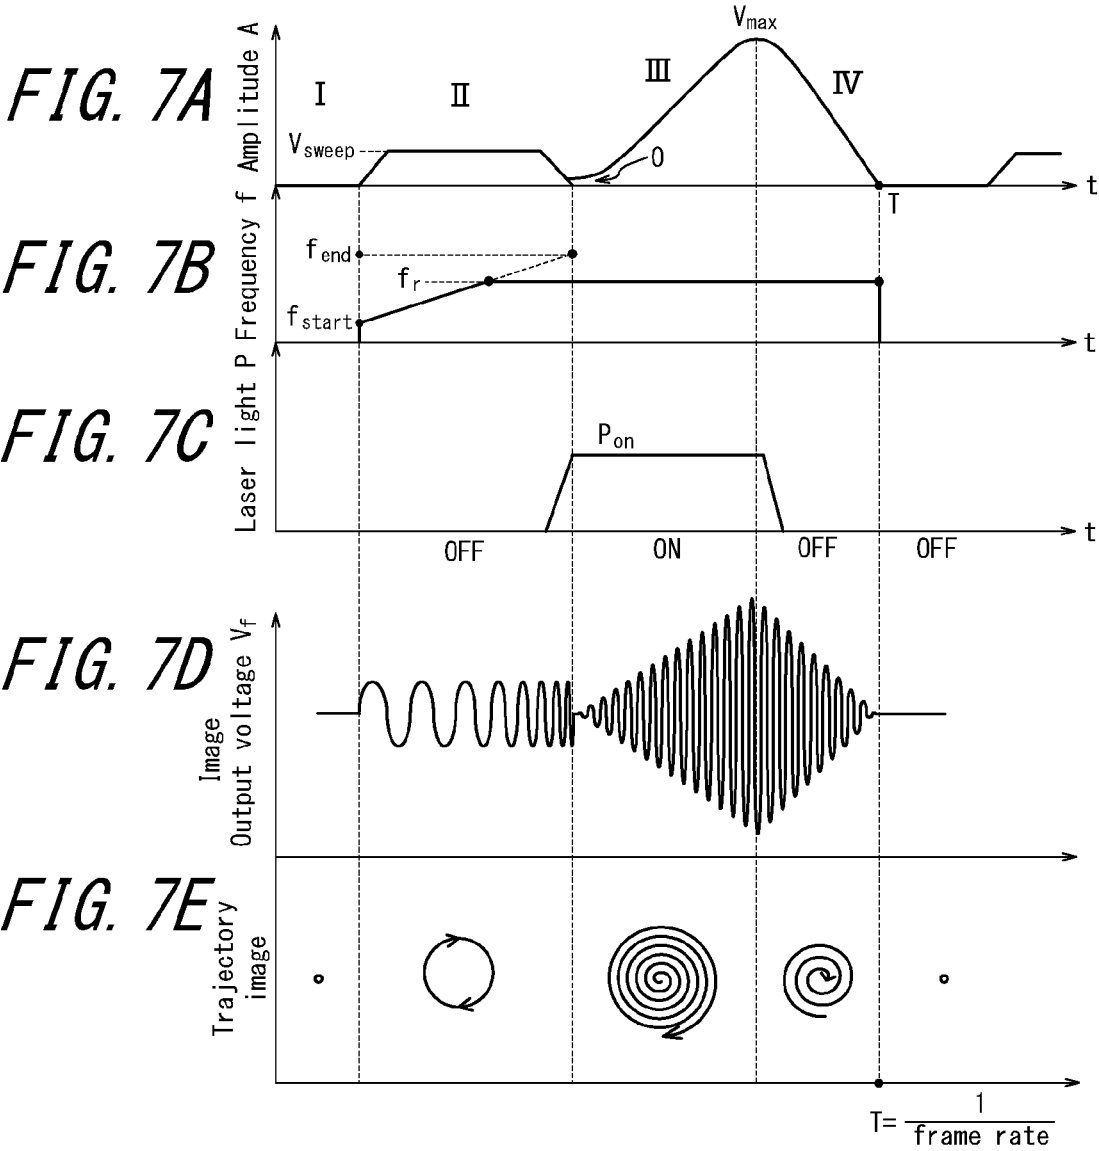 FIG. 7A
Amplitude A
I
II
III
IV
Vmax
Vsweep
0
T
t
FIG. 7B
Frequency f
fend
fr
fstart
t
FIG. 7C
Laser light P
Pon
OFF
ON
OFF
OFF
t
FIG. 7D
Image
Output voltage Vf
FIG. 7E
Trajectory
image
T= 1
frame rate